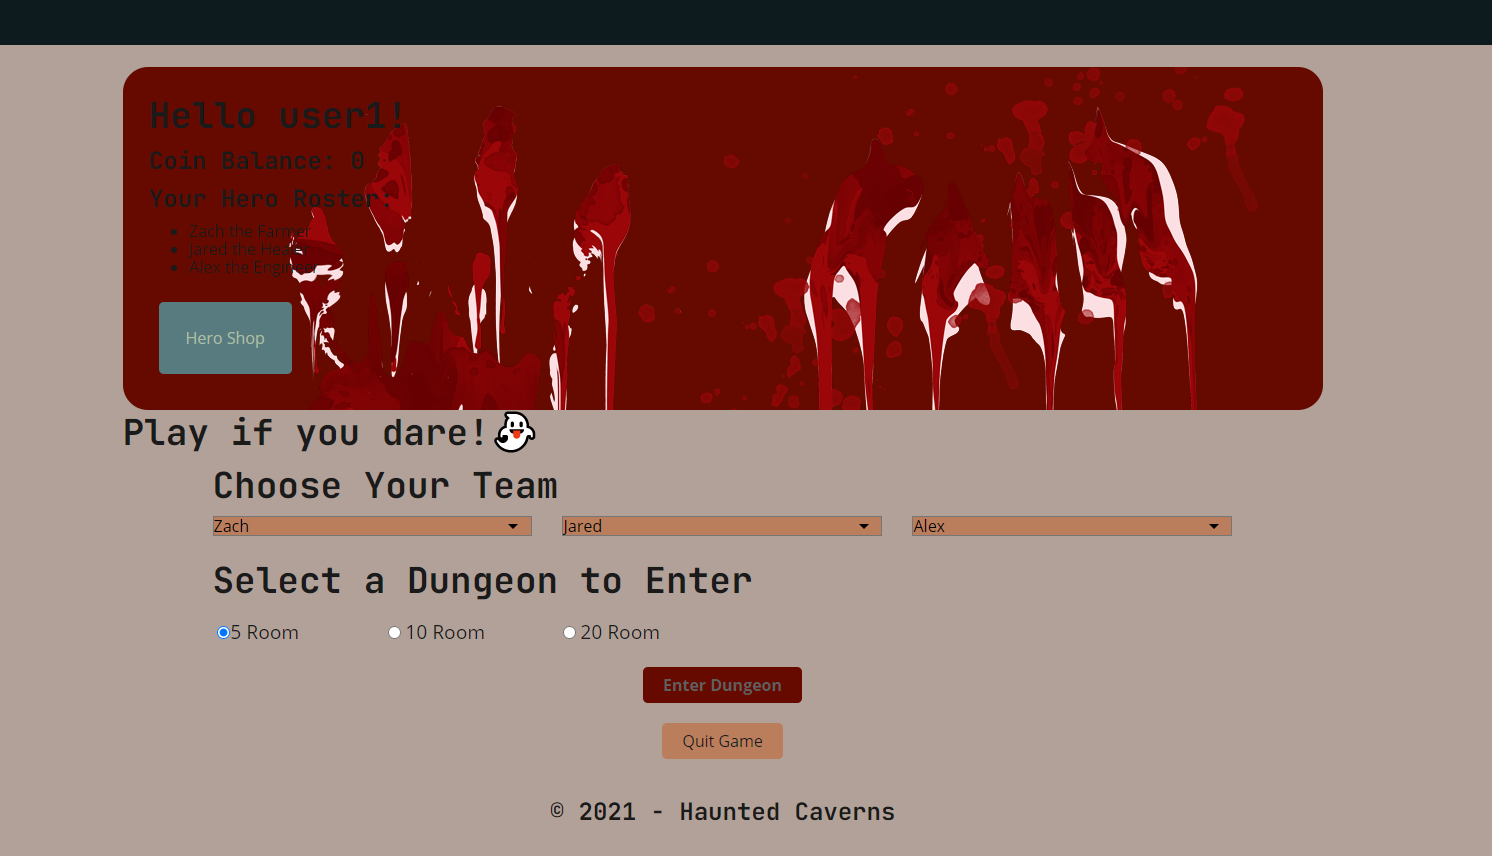 Hello user1!
Coin Balance: 0
Your Hero Roster:
Zach the Farmer
Jared the Healer
Alex the Engineer
Hero Shop
Play if you dare!
Choose Your Team
Zach Jared Alex
Select a Dungeon to Enter
5 Room 10 Room 20 Room
Enter Dungeon
Quit Game
© 2021 - Haunted Caverns